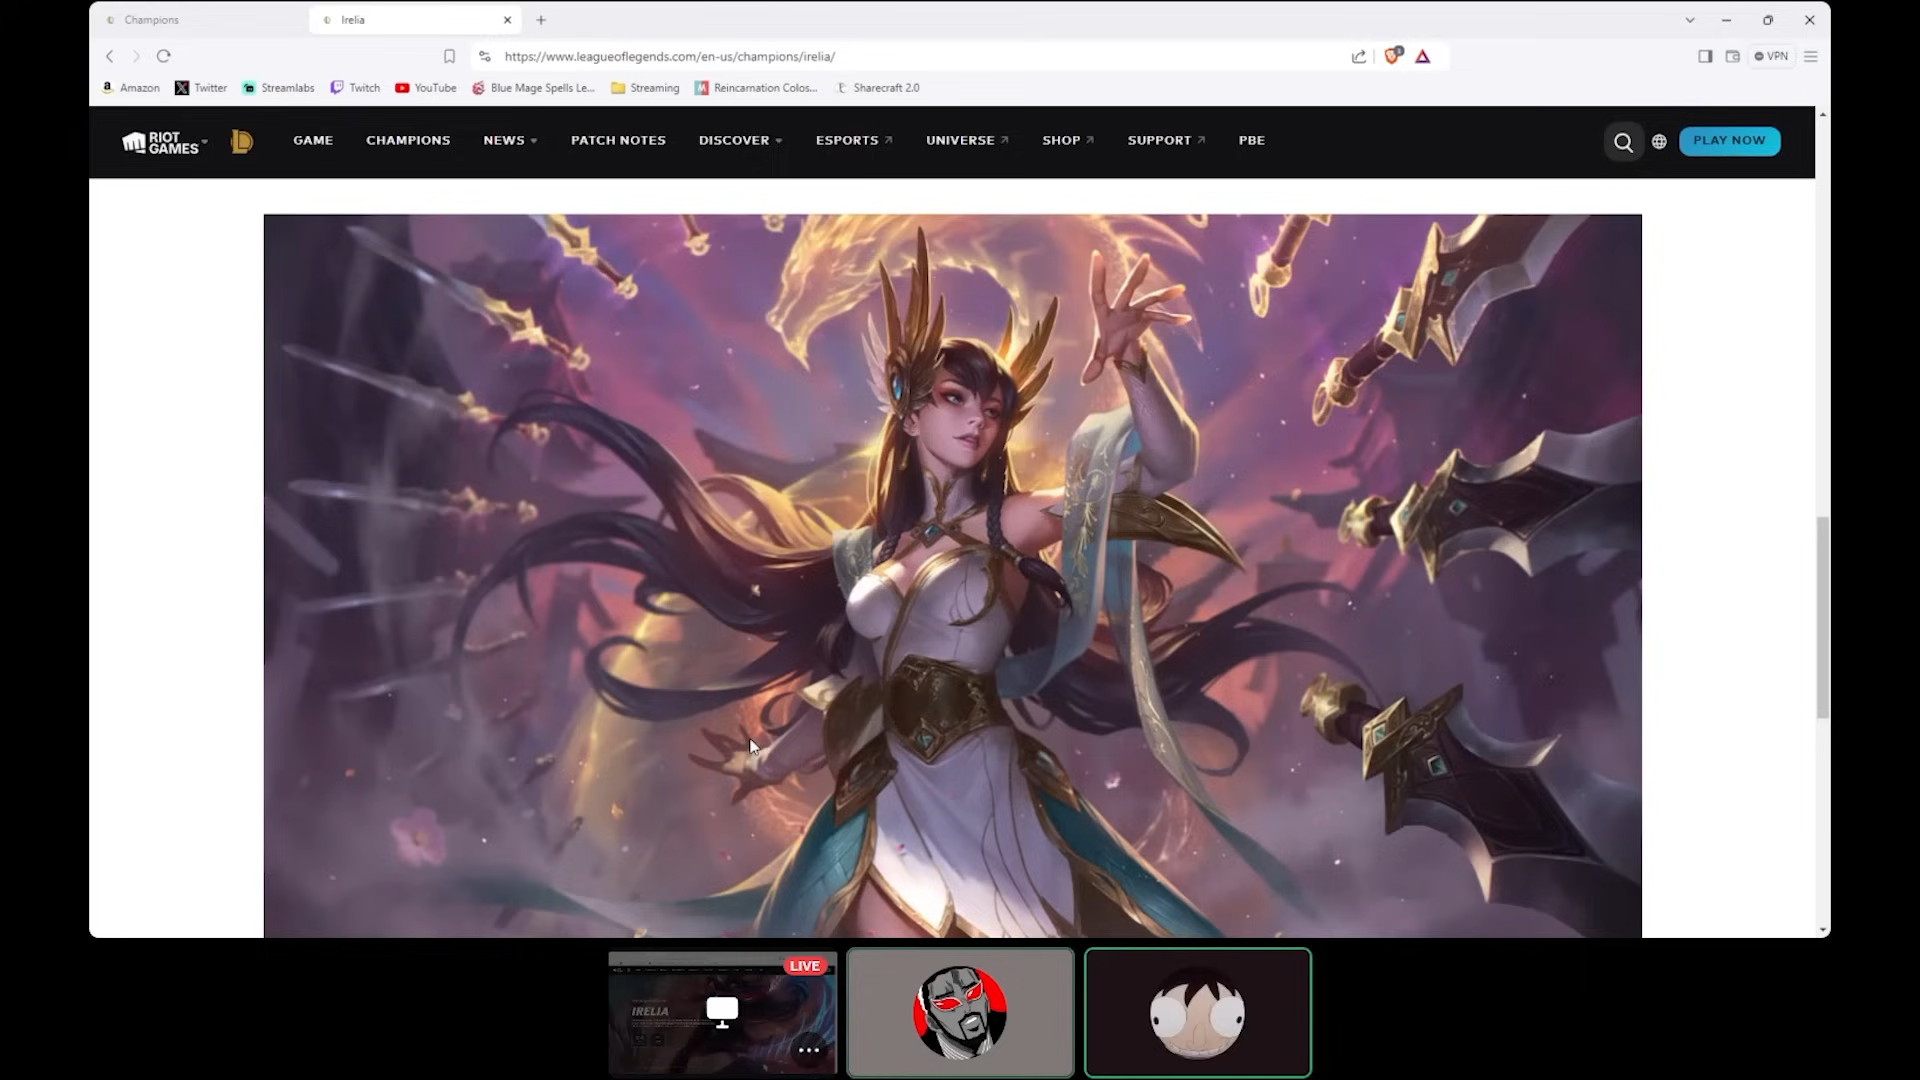 Champions
Irelia
https://www.leagueoflegends.com/en-us/champions/irelia/
VPN
Amazon
Twitter
Streamlabs
Twitch
YouTube
Blue Mage Spells Le...
Streaming
Reincarnation Colos...
Sharecraft 2.0
RIOT GAMES
GAME
CHAMPIONS
NEWS
PATCH NOTES
DISCOVER
ESPORTS
UNIVERSE
SHOP
SUPPORT
PBE
PLAY NOW
LIVE
IRELIA